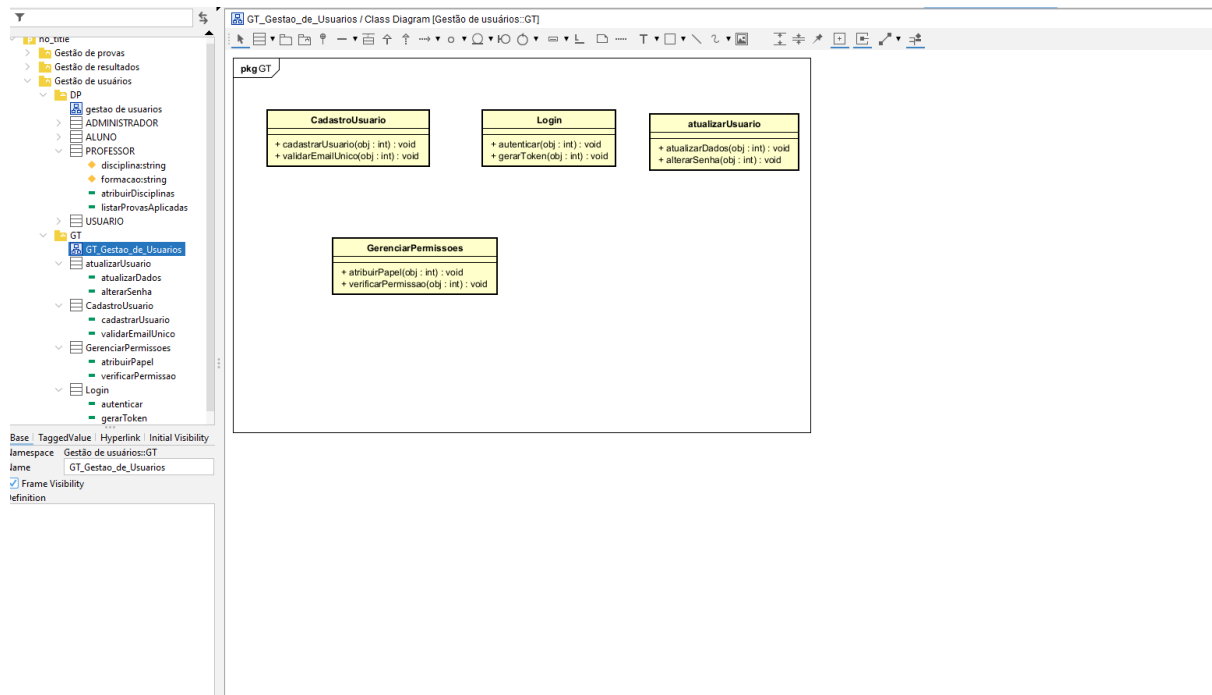 GT_Gestao_de_Usuarios / Class Diagram [Gestão de usuários::GT]
no_title
Gestão de provas
Gestão de resultados
Gestão de usuários
DP
gestao de usuarios
ADMINISTRADOR
ALUNO
PROFESSOR
disciplina:string
formacao:string
atribuirDisciplinas
listarProvasAplicadas
USUARIO
GT
GT_Gestao_de_Usuarios
atualizarUsuario
atualizarDados
alterarSenha
CadastroUsuario
cadastrarUsuario
validarEmailUnico
GerenciarPermissoes
atribuirPapel
verificarPermissao
Login
autenticar
gerarToken
Base TaggedValue Hyperlink Initial Visibility
Namespace Gestão de usuários::GT
Name GT_Gestao_de_Usuarios
Frame Visibility
Definition
pkg GT
CadastroUsuario
+ cadastrarUsuario(obj : int) : void
+ validarEmailUnico(obj : int) : void
Login
+ autenticar(obj : int) : void
+ gerarToken(obj : int) : void
atualizarUsuario
+ atualizarDados(obj : int) : void
+ alterarSenha(obj : int) : void
GerenciarPermissoes
+ atribuirPapel(obj : int) : void
+ verificarPermissao(obj : int) : void